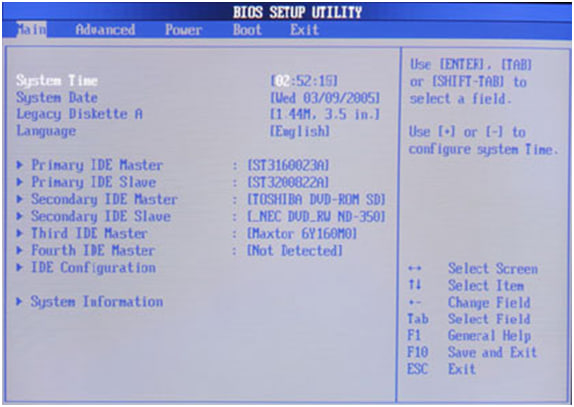 BIOS SETUP UTILITY
Main Advanced Power Boot Exit
System Time [02:52:15]
System Date [Wed 03/09/2005]
Legacy Diskette A [1.44M, 3.5 in.]
Language [English]
▶ Primary IDE Master : [ST3160023A]
▶ Primary IDE Slave : [ST3200822A]
▶ Secondary IDE Master : [TOSHIBA DVD-ROM SD]
▶ Secondary IDE Slave : [_NEC DVD_RW ND-350]
▶ Third IDE Master : [Maxtor 6Y160M0]
▶ Fourth IDE Master : [Not Detected]
▶ IDE Configuration
▶ System Information
Use [ENTER], [TAB]
or [SHIFT-TAB] to
select a field.
Use [+] or [-] to
configure system Time.
↔ Select Screen
↑↓ Select Item
+- Change Field
Tab Select Field
F1 General Help
F10 Save and Exit
ESC Exit